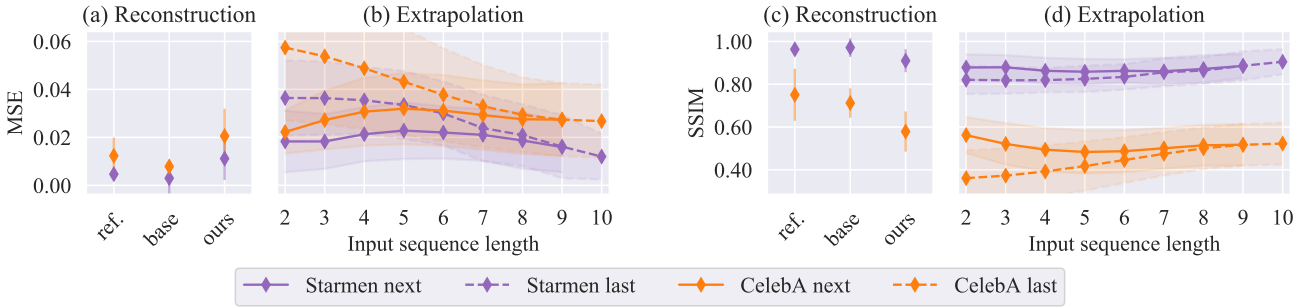 (a) Reconstruction
(b) Extrapolation
(c) Reconstruction
(d) Extrapolation
MSE
0.06
0.04
0.02
0.00
ref.
base
ours
2 3 4 5 6 7 8 9 10
Input sequence length
SSIM
1.00
0.80
0.60
0.40
ref.
base
ours
2 3 4 5 6 7 8 9 10
Input sequence length
Starmen next
Starmen last
CelebA next
CelebA last